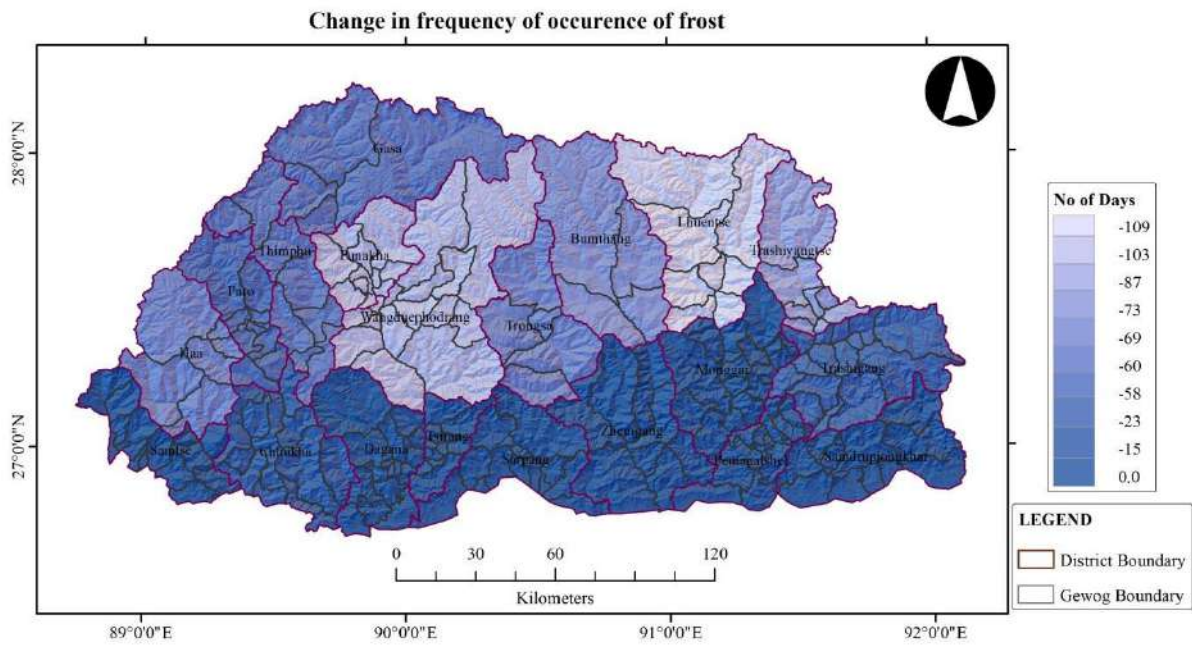 Change in frequency of occurence of frost
89°0'0"E
90°0'0"E
91°0'0"E
92°0'0"E
28°0'0"N
27°0'0"N
Gasa
Thimphu
Punakha
Paro
Haa
Wangduephodrang
Trongsa
Bumthang
Lhuentse
Trashiyangtse
Monggar
Trashigang
Samtse
Chhukha
Dagana
Tsirang
Sarpang
Zhemgang
Pemagatshel
Samdrupjongkhar
0 30 60 120
Kilometers
No of Days
-109
-103
-87
-73
-69
-60
-58
-23
-15
0.0
LEGEND
District Boundary
Gewog Boundary